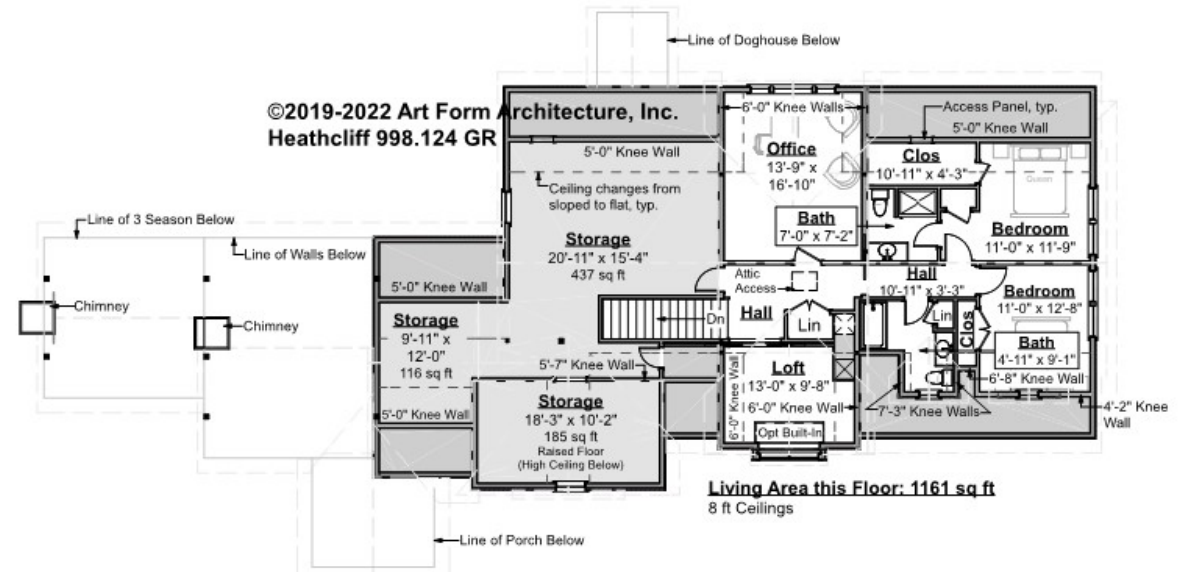 Line of Doghouse Below
©2019-2022 Art Form Architecture, Inc.
Heathcliff 998.124 GR
6'-0" Knee Walls
Access Panel, typ.
5'-0" Knee Wall
5'-0" Knee Wall
Office
13'-9" x
16'-10"
Clos
10'-11" x 4'-3"
Queen
Ceiling changes from
sloped to flat, typ.
Bath
7'-0" x 7'-2"
Bedroom
11'-0" x 11'-9"
Line of 3 Season Below
Line of Walls Below
Storage
20'-11" x 15'-4"
437 sq ft
Attic
Access
Hall
10'-11" x 3'-3"
5'-0" Knee Wall
Bedroom
11'-0" x 12'-8"
Chimney
Chimney
Storage
9'-11" x
12'-0"
116 sq ft
Dn
Hall
Lin
Lin
Clos
Bath
4'-11" x 9'-1"
5'-7" Knee Wall
Loft
13'-0" x 9'-8"
6'-0" Knee Wall
6'-0" Knee Wall
6'-8" Knee Wall
7'-3" Knee Walls
4'-2" Knee
Wall
5'-0" Knee Wall
Storage
18'-3" x 10'-2"
185 sq ft
Raised Floor
(High Ceiling Below)
Opt Built-In
Living Area this Floor: 1161 sq ft
8 ft Ceilings
Line of Porch Below